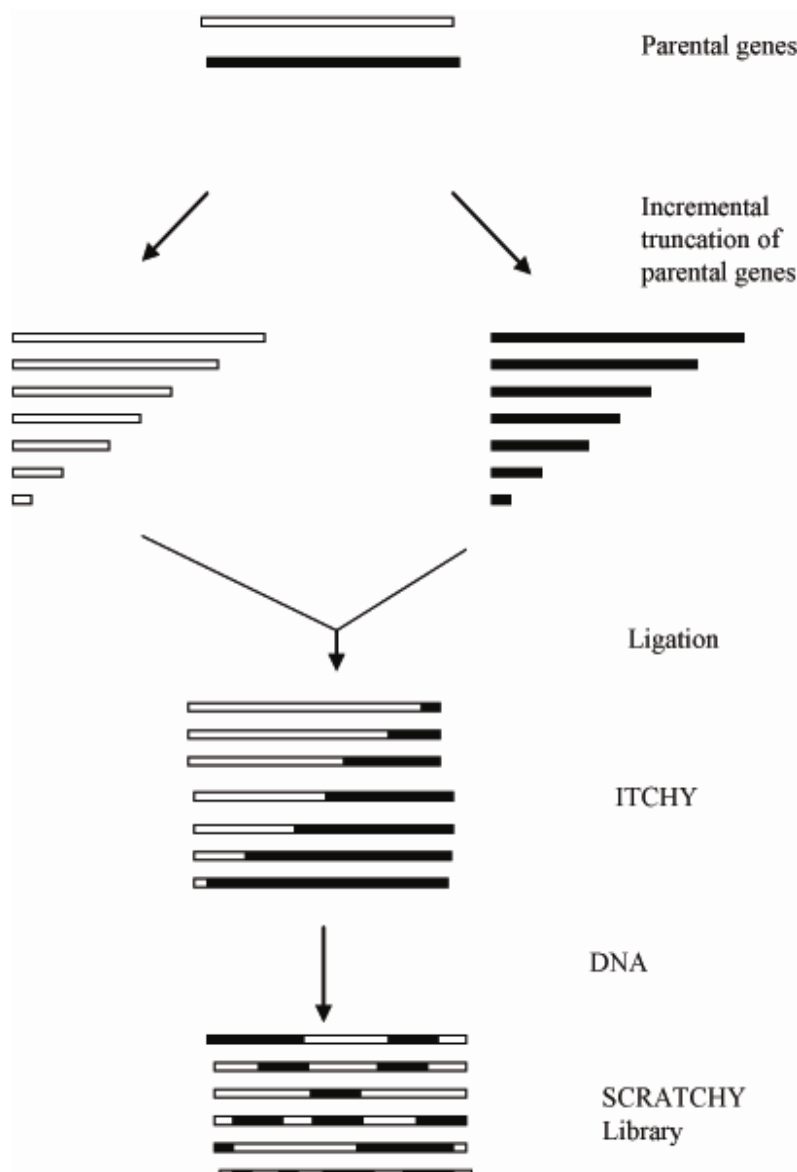 Parental genes
Incremental
truncation of
parental genes
Ligation
ITCHY
DNA
SCRATCHY
Library